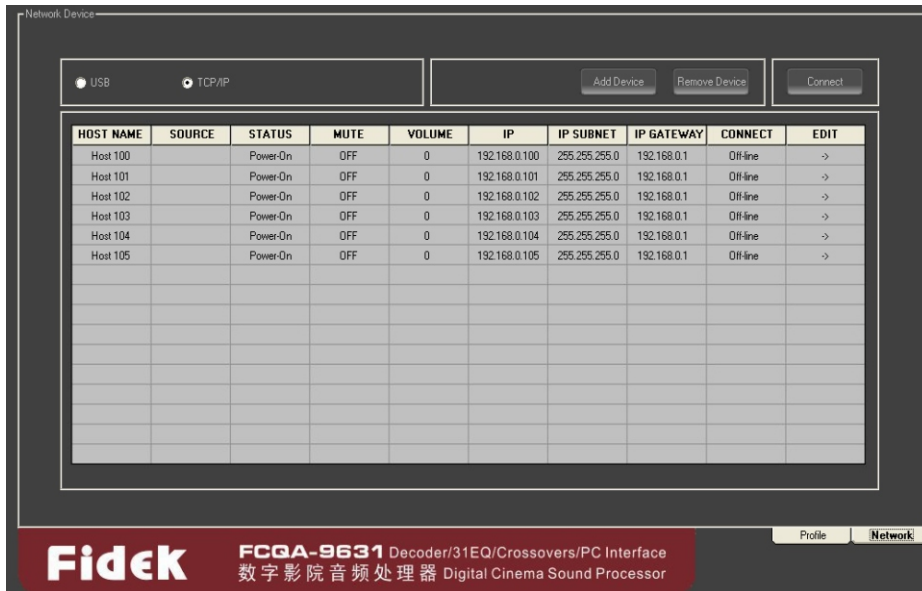 Network Device
USB TCP/IP Add Device Remove Device Connect
HOST NAME SOURCE STATUS MUTE VOLUME IP IP SUBNET IP GATEWAY CONNECT EDIT
Host 100 Power-On OFF 0 192.168.0.100 255.255.255.0 192.168.0.1 Off-line ->
Host 101 Power-On OFF 0 192.168.0.101 255.255.255.0 192.168.0.1 Off-line ->
Host 102 Power-On OFF 0 192.168.0.102 255.255.255.0 192.168.0.1 Off-line ->
Host 103 Power-On OFF 0 192.168.0.103 255.255.255.0 192.168.0.1 Off-line ->
Host 104 Power-On OFF 0 192.168.0.104 255.255.255.0 192.168.0.1 Off-line ->
Host 105 Power-On OFF 0 192.168.0.105 255.255.255.0 192.168.0.1 Off-line ->
Profile Network
Fidek
FCQA-9631 Decoder/31EQ/Crossovers/PC Interface
数字影院音频处理器 Digital Cinema Sound Processor